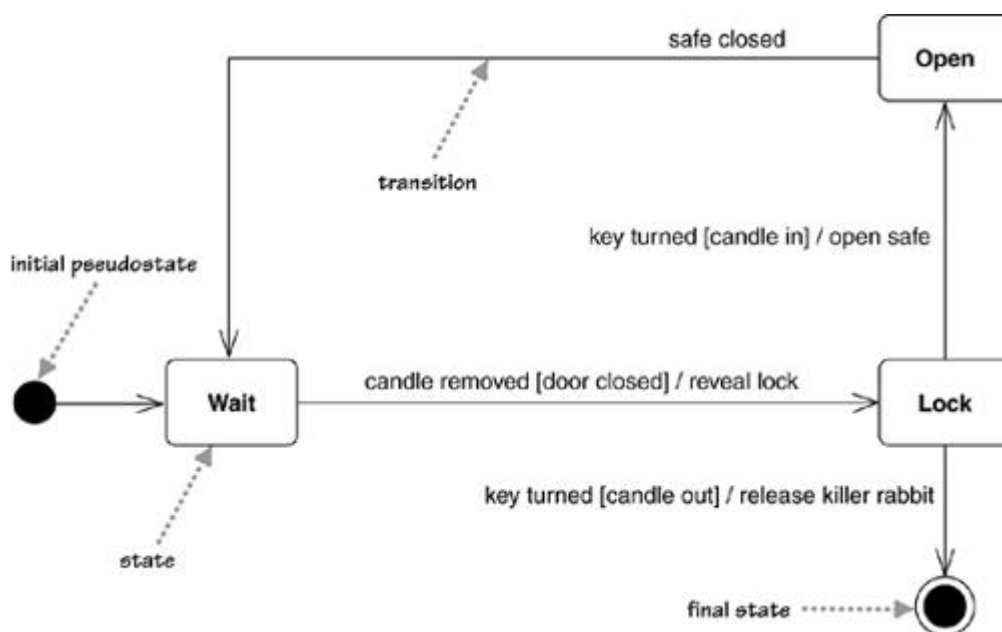 safe closed
Open
transition
key turned [candle in] / open safe
initial pseudostate
Wait
candle removed [door closed] / reveal lock
Lock
key turned [candle out] / release killer rabbit
state
final state